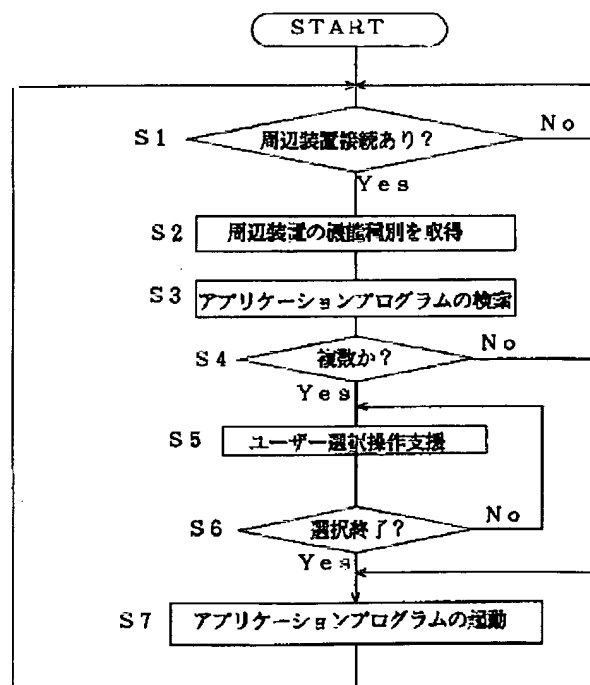 START
S1 周辺装置接続あり? No
Yes
S2 周辺装置の機能種別を取得
S3 アプリケーションプログラムの検索
S4 複数か? No
Yes
S5 ユーザー選択操作支援
S6 選択終了? No
Yes
S7 アプリケーションプログラムの起動